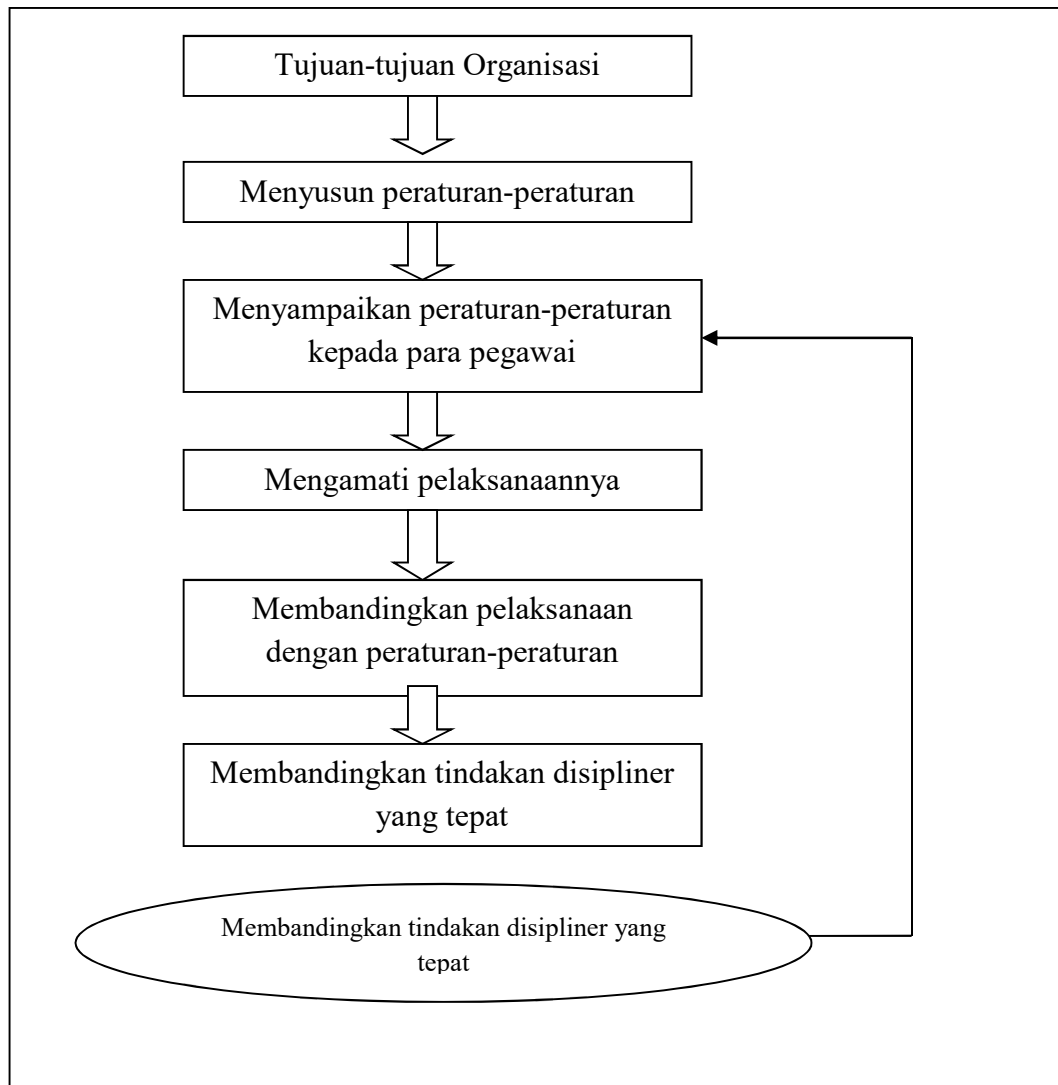 Tujuan-tujuan Organisasi
Menyusun peraturan-peraturan
Menyampaikan peraturan-peraturan
kepada para pegawai
Mengamati pelaksanaannya
Membandingkan pelaksanaan
dengan peraturan-peraturan
Membandingkan tindakan disipliner
yang tepat
Membandingkan tindakan disipliner yang
tepat